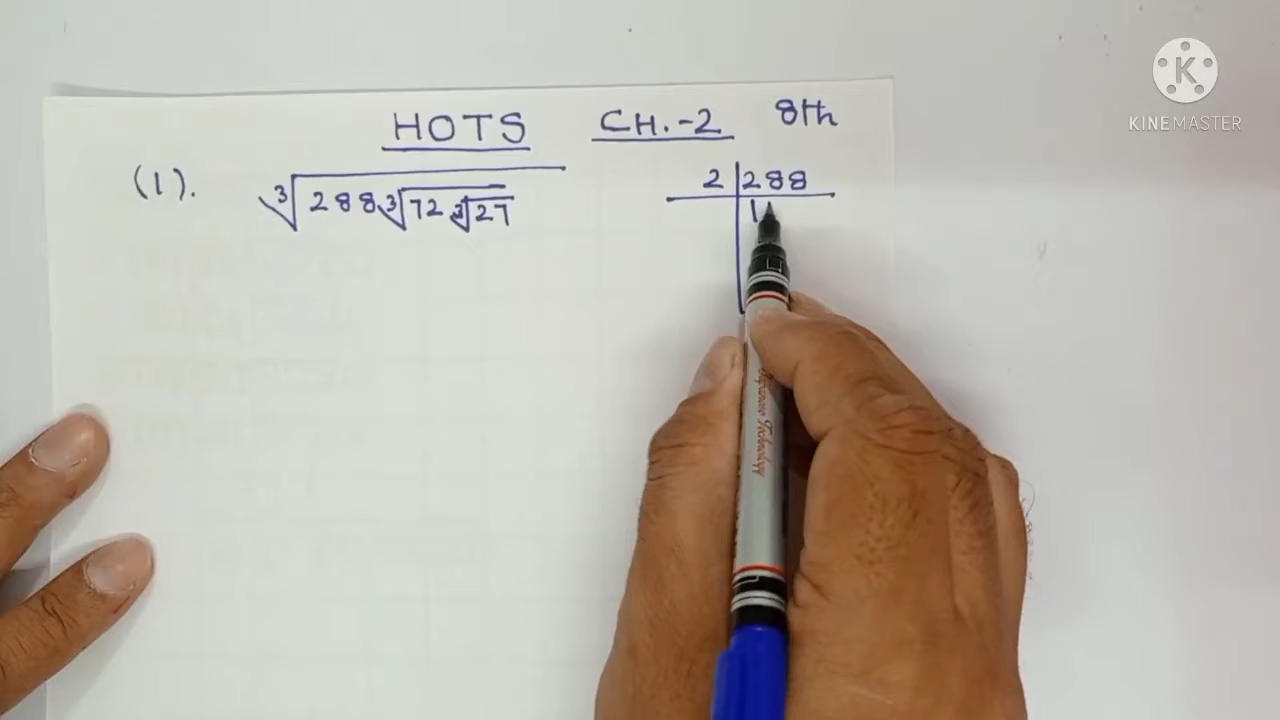 HOTS CH.-2 8th
(1). ∛288∛72∛27
2 | 288
1
K
KINEMASTER